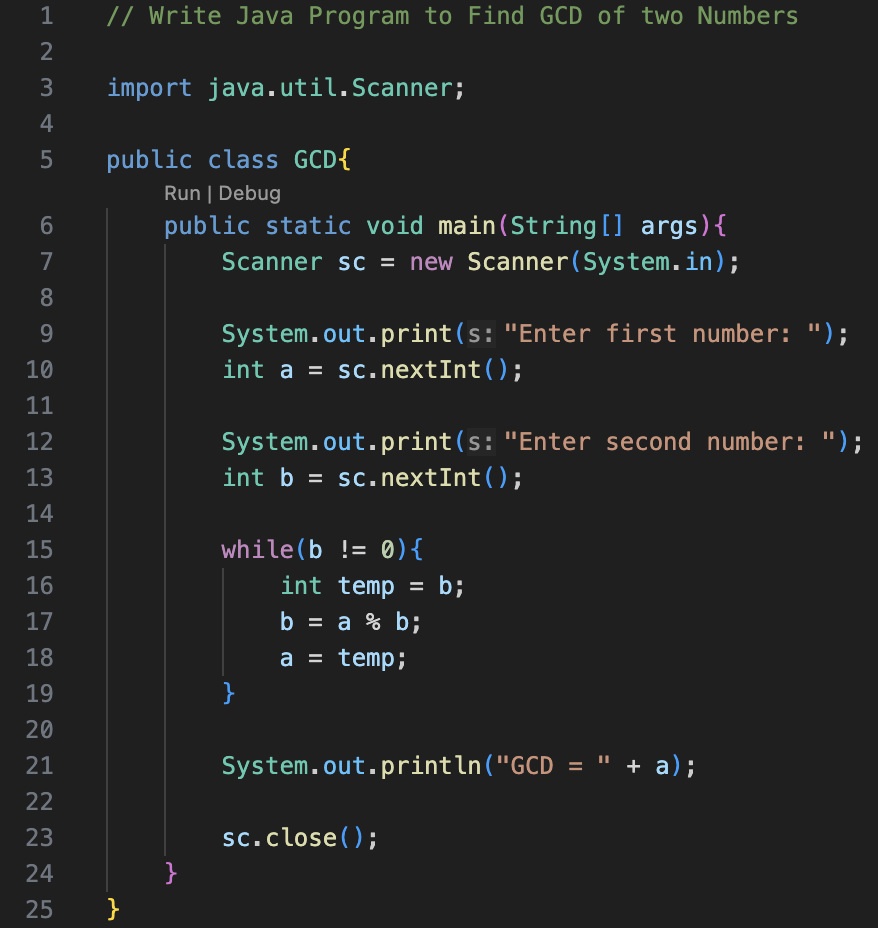 1 // Write Java Program to Find GCD of two Numbers
2
3 import java.util.Scanner;
4
5 public class GCD{
Run | Debug
6 public static void main(String[] args){
7 Scanner sc = new Scanner(System.in);
8
9 System.out.print(s: "Enter first number: ");
10 int a = sc.nextInt();
11
12 System.out.print(s: "Enter second number: ");
13 int b = sc.nextInt();
14
15 while(b != 0){
16 int temp = b;
17 b = a % b;
18 a = temp;
19 }
20
21 System.out.println("GCD = " + a);
22
23 sc.close();
24 }
25 }